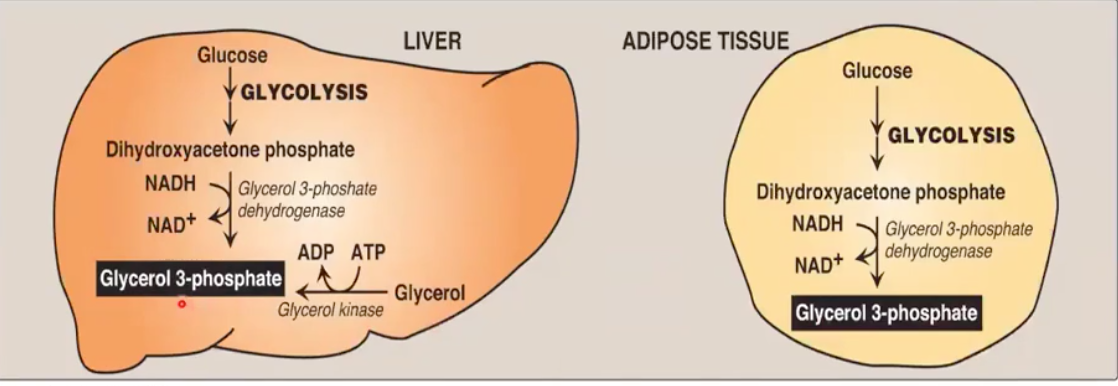 LIVER
Glucose
GLYCOLYSIS
Dihydroxyacetone phosphate
NADH
Glycerol 3-phoshate
dehydrogenase
NAD+
ADP ATP
Glycerol 3-phosphate
Glycerol
Glycerol kinase
ADIPOSE TISSUE
Glucose
GLYCOLYSIS
Dihydroxyacetone phosphate
NADH
Glycerol 3-phosphate
dehydrogenase
NAD+
Glycerol 3-phosphate